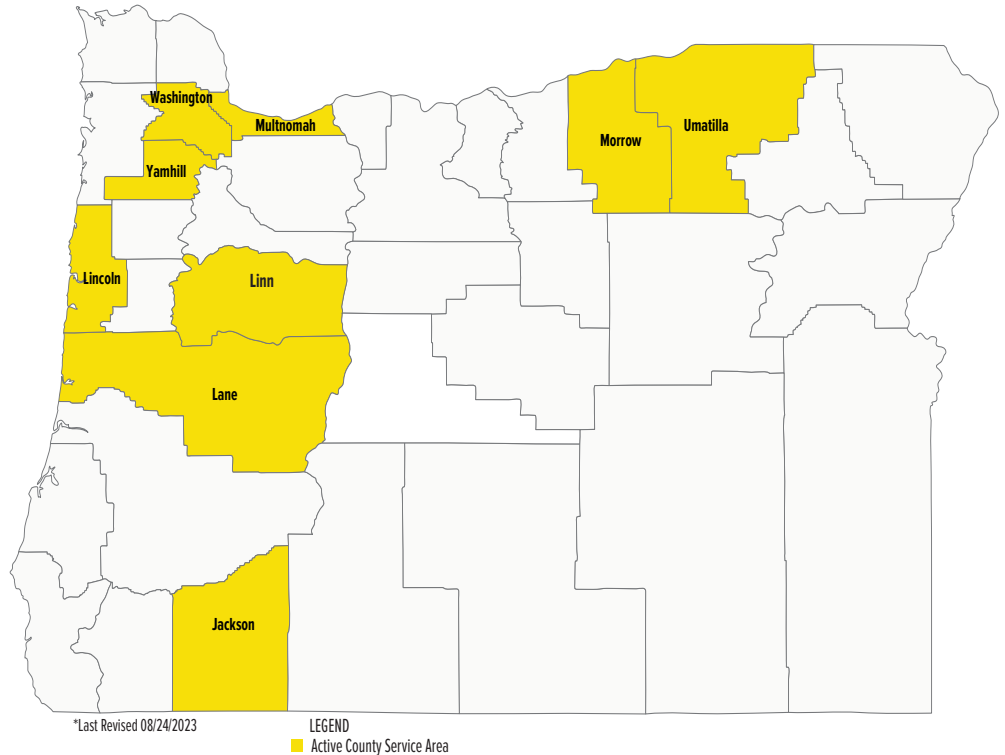 Washington
Multnomah
Yamhill
Morrow
Umatilla
Lincoln
Linn
Lane
Jackson
*Last Revised 08/24/2023
LEGEND
Active County Service Area